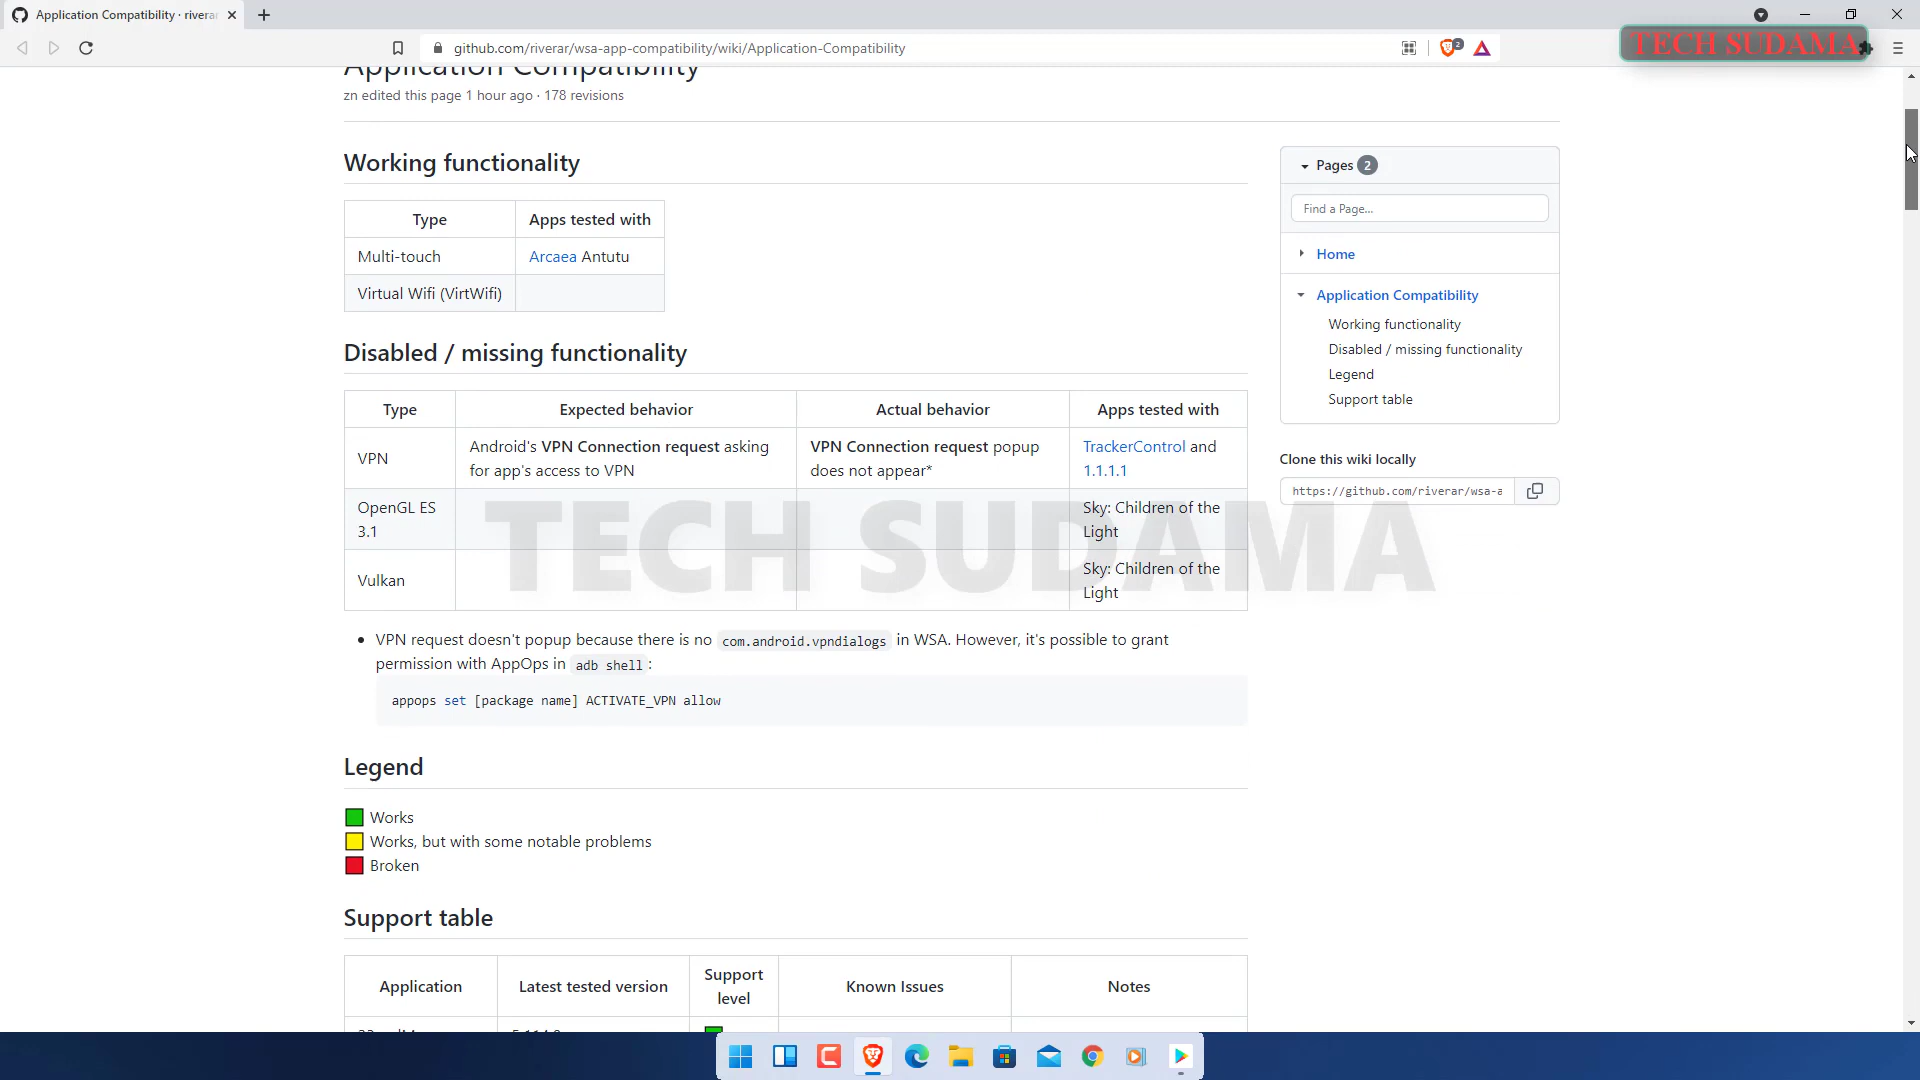 Application Compatibility · rivera
github.com/riverar/wsa-app-compatibility/wiki/Application-Compatibility
2
TECH SUDAMA
Application Compatibility
zn edited this page 1 hour ago · 178 revisions
Working functionality
Type
Apps tested with
Multi-touch
Arcaea Antutu
Virtual Wifi (VirtWifi)
Disabled / missing functionality
Type
Expected behavior
Actual behavior
Apps tested with
VPN
Android's VPN Connection request asking
for app's access to VPN
VPN Connection request popup
does not appear*
TrackerControl and
1.1.1.1
OpenGL ES
3.1
Sky: Children of the
Light
Vulkan
Sky: Children of the
Light
TECH SUDAMA
VPN request doesn't popup because there is no com.android.vpndialogs in WSA. However, it's possible to grant
permission with AppOps in adb shell:
appops set [package name] ACTIVATE_VPN allow
Legend
Works
Works, but with some notable problems
Broken
Support table
Application
Latest tested version
Support
level
Known Issues
Notes
Pages 2
Find a Page...
Home
Application Compatibility
Working functionality
Disabled / missing functionality
Legend
Support table
Clone this wiki locally
https://github.com/riverar/wsa-a